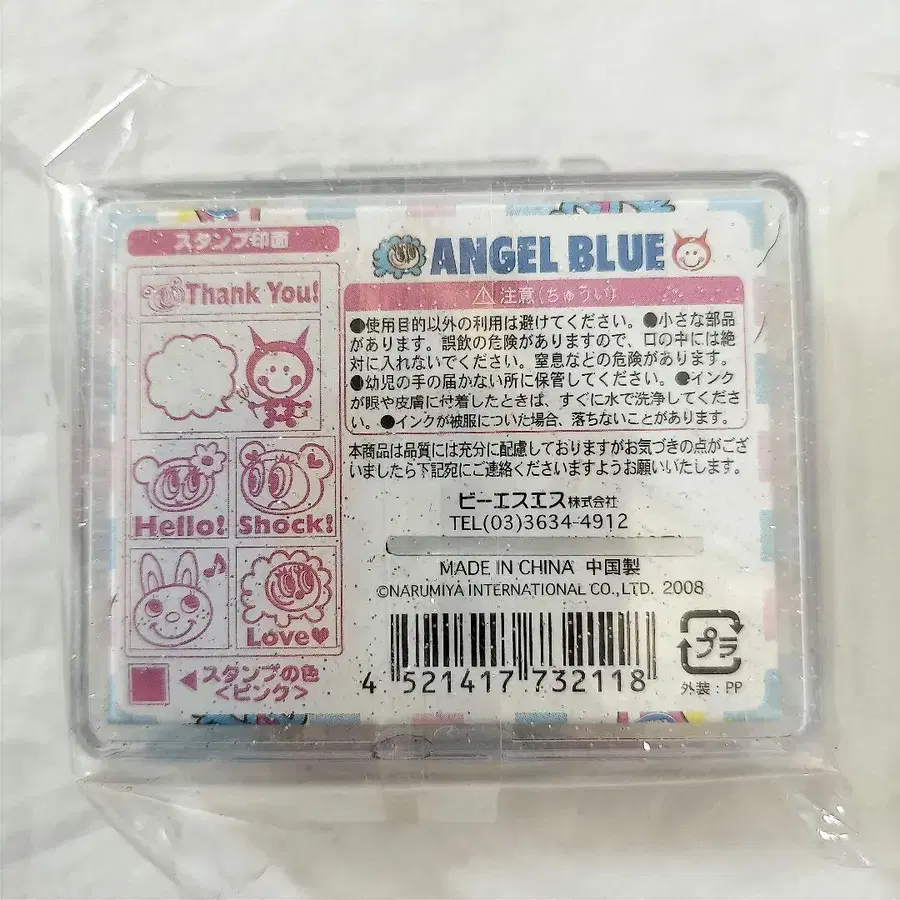 スタンプ印面
Thank You!
Hello!
Shock!
Love♥
◀スタンプの色
<ピンク>
ANGEL BLUE
⚠注意(ちゅうい)
●使用目的以外の利用は避けてください。●小さな部品
があります。誤飲の危険がありますので、口の中には絶
対に入れないでください。窒息などの危険があります。
●幼児の手の届かない所に保管してください。●インク
が眼や皮膚に付着したときは、すぐに水で洗浄してくださ
い。●インクが被服についた場合、落ちないことがあります。
本商品は品質には充分に配慮しておりますがお気づきの点がござ
いましたら下記宛にご連絡くださいますようお願いいたします。
ビーエスエス株式会社
TEL(03)3634-4912
MADE IN CHINA 中国製
©NARUMIYA INTERNATIONAL CO., LTD. 2008
4 521417 732118
プラ
外装：PP